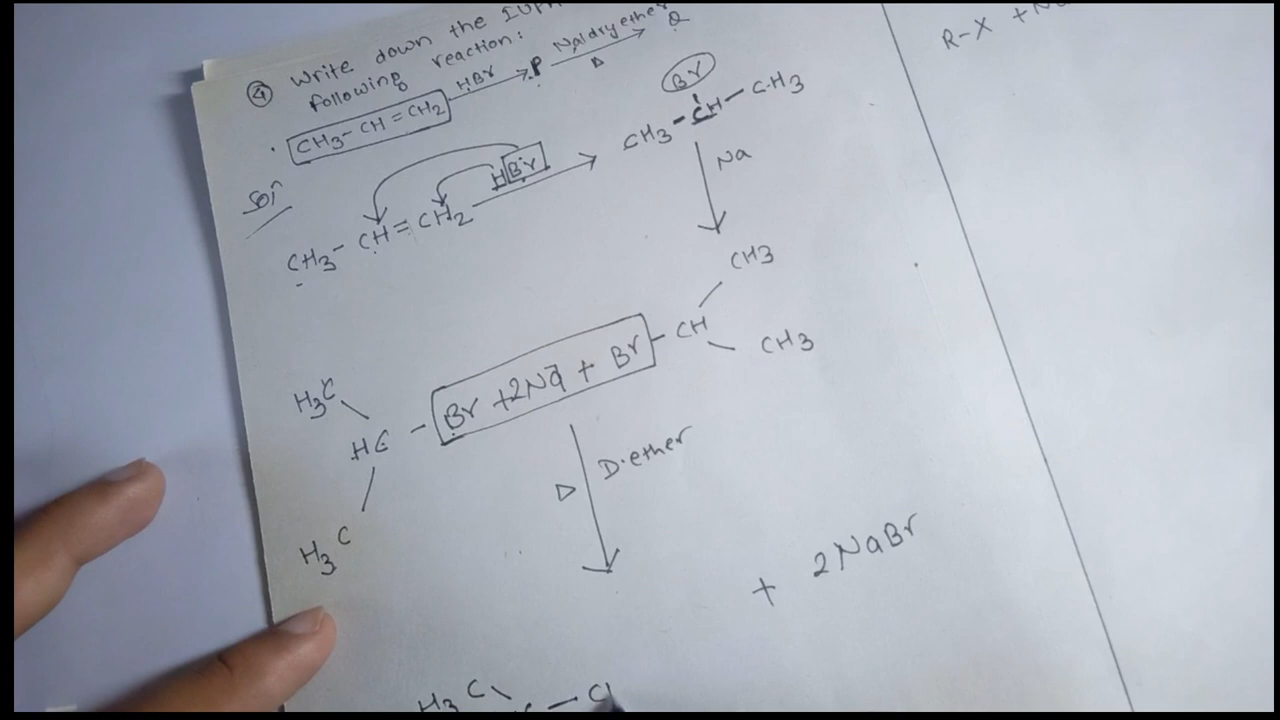 ④ Write down the IUP
following reaction:
CH3-CH=CH2 HBr → P Na/dry ether → Q
Δ
R-X + N
Sol
CH3-CH=CH2 HBr →
Br
CH3-CH-CH3
Na
CH3
H3C
HC - Br + 2Na + Br - CH
CH3
H3C
Δ D.ether
+ 2NaBr
H3C